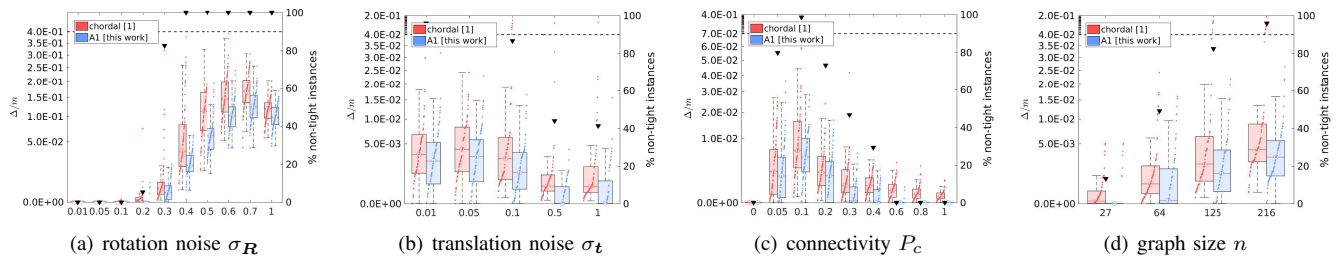 chordal [1]
A1 [this work]
Δ/m
4.0E-01
3.5E-01
3.0E-01
2.5E-01
2.0E-01
1.5E-01
1.0E-01
5.0E-02
0.0E+00
0.01 0.05 0.1 0.2 0.3 0.4 0.5 0.6 0.7 1
100
80
60
40
20
0
% non-tight instances
(a) rotation noise σ_R
chordal [1]
A1 [this work]
Δ/m
2.0E-01
4.0E-02
3.5E-02
3.0E-02
2.5E-02
2.0E-02
1.5E-02
1.0E-02
5.0E-03
0.0E+00
0.01 0.05 0.1 0.5 1
100
80
60
40
20
0
% non-tight instances
(b) translation noise σ_t
chordal [1]
A1 [this work]
Δ/m
4.0E-01
7.0E-02
6.0E-02
5.0E-02
4.0E-02
3.0E-02
2.0E-02
1.0E-02
0.0E+00
0 0.05 0.1 0.2 0.3 0.4 0.6 0.8 1
100
80
60
40
20
0
% non-tight instances
(c) connectivity P_c
chordal [1]
A1 [this work]
Δ/m
2.0E-01
4.0E-02
3.5E-02
3.0E-02
2.5E-02
2.0E-02
1.5E-02
1.0E-02
5.0E-03
0.0E+00
27 64 125 216
100
80
60
40
20
0
% non-tight instances
(d) graph size n